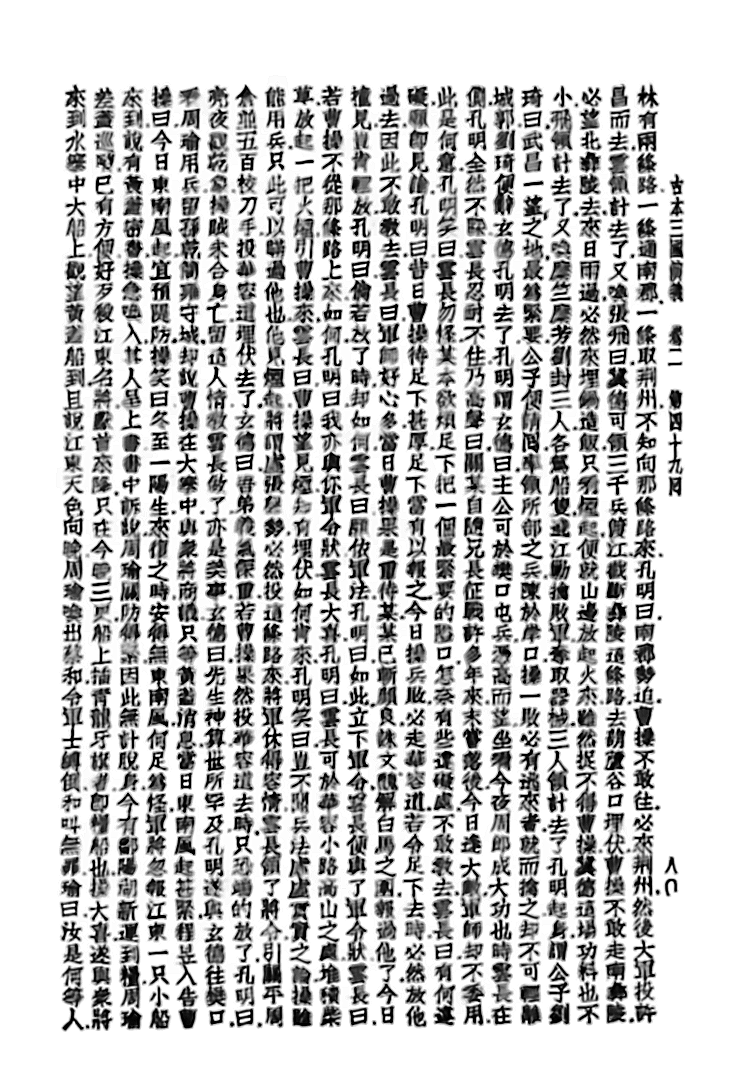 古本三國演義 卷二 第四十九回 八〇
林有兩條路一條通南郡一條取荆州不知向那條路來孔明曰南郡勢迫曹操不敢往必來荆州然後大軍投許
昌而去雲領計去了又喚張飛曰翼德可領三千兵渡江截斷彝陵這條路去葫蘆谷口埋伏曹操不敢走南彝陵
必望北彝陵去來日雨過必然來埋鍋造飯只看煙起便就山邊放起火來雖然捉不得曹操翼德這場功料也不
小飛領計去了又喚糜竺糜芳劉封三人各駕船隻遶江勦擒敗軍奪取器械三人領計去了孔明起身謂公子劉
琦曰武昌一望之地最爲緊要公子便請回率領所部之兵陳於岸口操一敗必有逃來者就而擒之却不可輕離
城郭劉琦便辭玄德孔明去了孔明謂玄德曰主公可於樊口屯兵憑高而望坐看今夜周郎成大功也時雲長在
側孔明全然不睬雲長忍耐不住乃高聲曰關某自隨兄長征戰許多年來未嘗落後今日逢大敵軍師却不委用
此是何意孔明笑曰雲長勿怪某本欲煩足下把一個最緊要的隘口怎奈有些違礙處不敢敎去雲長曰有何違
礙願卽見諭孔明曰昔日曹操待足下甚厚足下當有以報之今日操兵敗必走華容道若令足下去時必然放他
過去因此不敢敎去雲長曰軍師好心多當日曹操果是重待某某已斬顏良誅文醜解白馬之圍報過他了今日
撞見豈肯輕放孔明曰倘若放了時却如何雲長曰願依軍法孔明曰如此立下軍令雲長便與了軍令狀雲長曰
若曹操不從那條路上來如何孔明曰我亦與你軍令狀雲長大喜孔明曰雲長可於華容小路高山之處堆積柴
草放起一把火煙引曹操來雲長曰曹操望見煙知有埋伏如何肯來孔明笑曰豈不聞兵法虛虛實實之論操雖
能用兵只此可以瞞過他也他見煙起將謂虛張聲勢必然投這條路來將軍休得容情雲長領了將令引關平周
倉並五百校刀手投華容道埋伏去了玄德曰吾弟義氣深重若曹操果然投華容道去時只恐端的放了孔明曰
亮夜觀乾象操賊未合身亡留這人情敎雲長做了亦是美事玄德曰先生神算世所罕及孔明遂與玄德往樊口
看周瑜用兵留孫乾簡雍守城却說曹操在大寨中與衆將商議只等黃蓋消息當日東南風起甚緊程昱入告曹
操曰今日東南風起宜預隄防操笑曰冬至一陽生來復之時安得無東南風何足爲怪軍將忽報江東一只小船
來到說有黃蓋密書操急喚入其人呈上書書中訴說周瑜關防得緊因此無計脫身今有鄱陽湖新運到糧周瑜
差蓋巡哨已有方便好歹殺江東名將獻首來降只在今晚三更船上插青龍牙旗者卽糧船也操大喜遂與衆將
來到水寨中大船上觀望黃蓋船到且說江東天色向晚周瑜喚出蔡和令軍士縛倒和叫無罪瑜曰汝是何等人